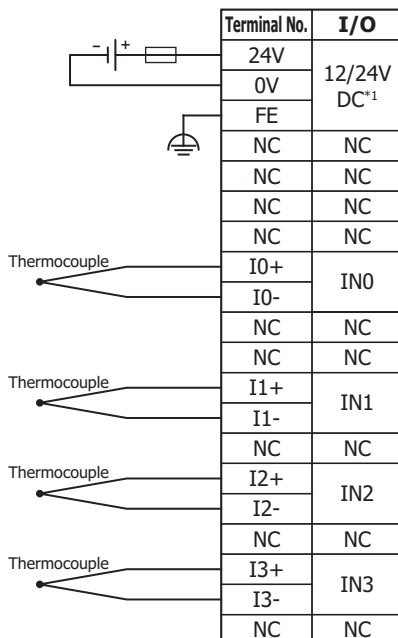 Terminal No. I/O
− + 24V
0V 12/24V
DC*1
FE
NC NC
NC NC
NC NC
NC NC
Thermocouple I0+
I0- IN0
NC NC
NC NC
Thermocouple I1+
I1- IN1
NC NC
Thermocouple I2+
I2- IN2
NC NC
Thermocouple I3+
I3- IN3
NC NC